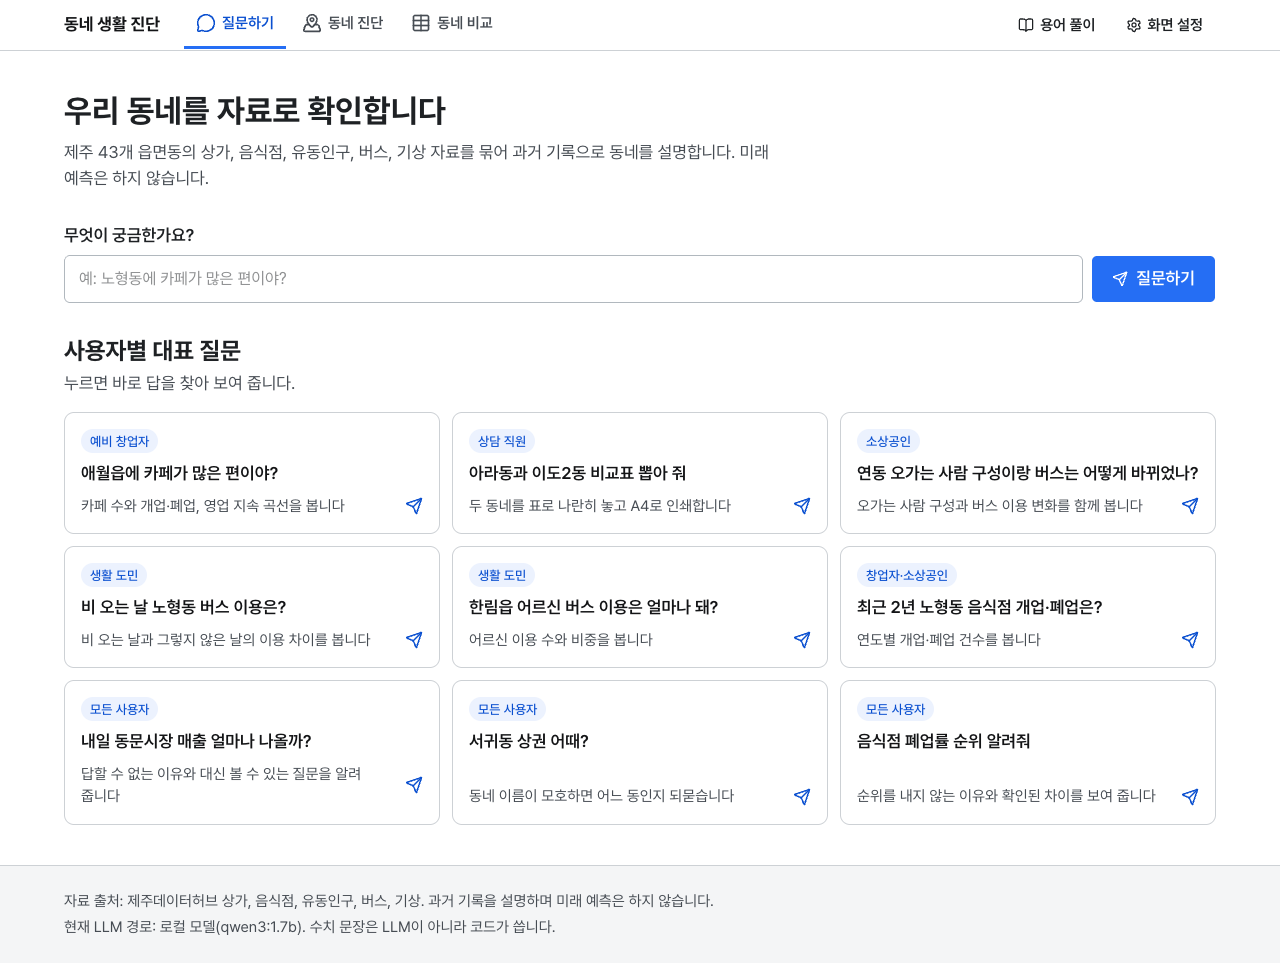 동네 생활 진단
질문하기
동네 진단
동네 비교
용어 풀이
화면 설정
우리 동네를 자료로 확인합니다
제주 43개 읍면동의 상가, 음식점, 유동인구, 버스, 기상 자료를 묶어 과거 기록으로 동네를 설명합니다. 미래
예측은 하지 않습니다.
무엇이 궁금한가요?
예: 노형동에 카페가 많은 편이야?
질문하기
사용자별 대표 질문
누르면 바로 답을 찾아 보여 줍니다.
예비 창업자
애월읍에 카페가 많은 편이야?
카페 수와 개업·폐업, 영업 지속 곡선을 봅니다
상담 직원
아라동과 이도2동 비교표 뽑아 줘
두 동네를 표로 나란히 놓고 A4로 인쇄합니다
소상공인
연동 오가는 사람 구성이랑 버스는 어떻게 바뀌었나?
오가는 사람 구성과 버스 이용 변화를 함께 봅니다
생활 도민
비 오는 날 노형동 버스 이용은?
비 오는 날과 그렇지 않은 날의 이용 차이를 봅니다
생활 도민
한림읍 어르신 버스 이용은 얼마나 돼?
어르신 이용 수와 비중을 봅니다
창업자·소상공인
최근 2년 노형동 음식점 개업·폐업은?
연도별 개업·폐업 건수를 봅니다
모든 사용자
내일 동문시장 매출 얼마나 나올까?
답할 수 없는 이유와 대신 볼 수 있는 질문을 알려
줍니다
모든 사용자
서귀동 상권 어때?
동네 이름이 모호하면 어느 동인지 되묻습니다
모든 사용자
음식점 폐업률 순위 알려줘
순위를 내지 않는 이유와 확인된 차이를 보여 줍니다
자료 출처: 제주데이터허브 상가, 음식점, 유동인구, 버스, 기상. 과거 기록을 설명하며 미래 예측은 하지 않습니다.
현재 LLM 경로: 로컬 모델(qwen3:1.7b). 수치 문장은 LLM이 아니라 코드가 씁니다.